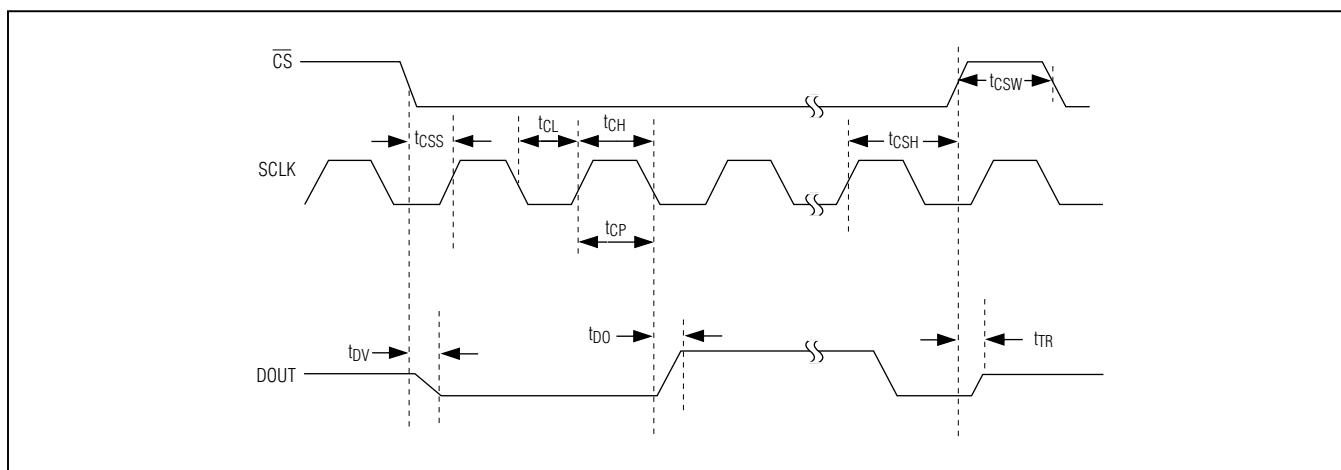 CS
tCSW
tCSS
tCL
tCH
tCSH
SCLK
tCP
tDV
tDO
tTR
DOUT